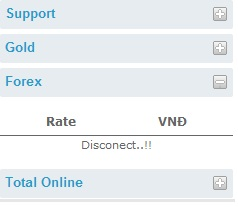 Support
Gold
Forex
Rate VNĐ
Disconect..!!
Total Online